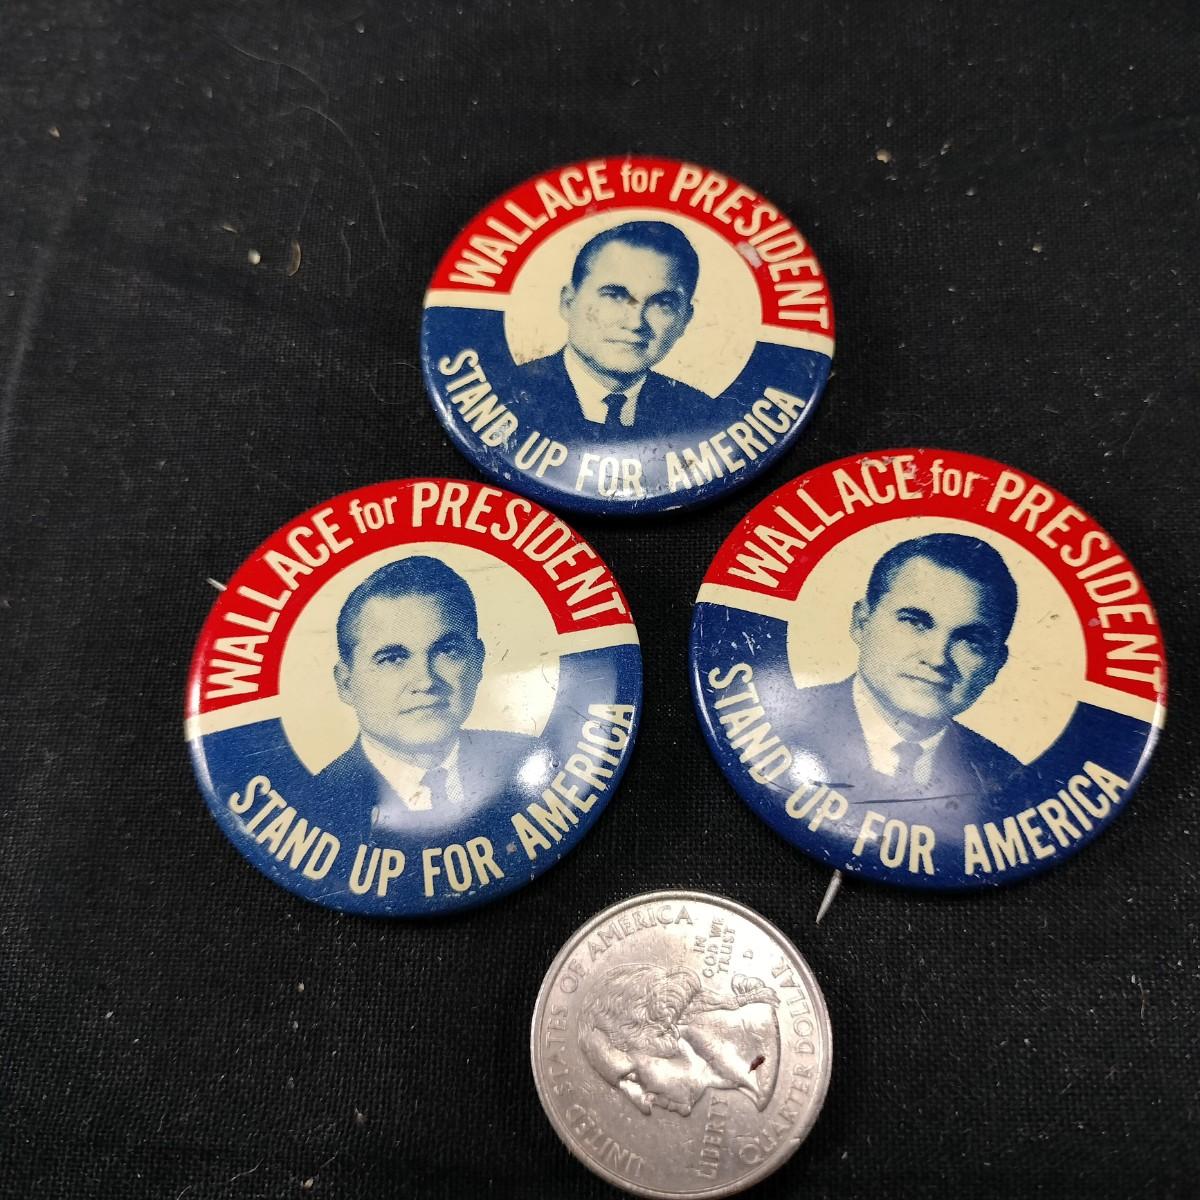 WALLACE for PRESIDENT
STAND UP FOR AMERICA
WALLACE for PRESIDENT
STAND UP FOR AMERICA
WALLACE for PRESIDENT
STAND UP FOR AMERICA
UNITED STATES OF AMERICA
IN
GOD WE
TRUST
D
LIBERTY
QUARTER DOLLAR